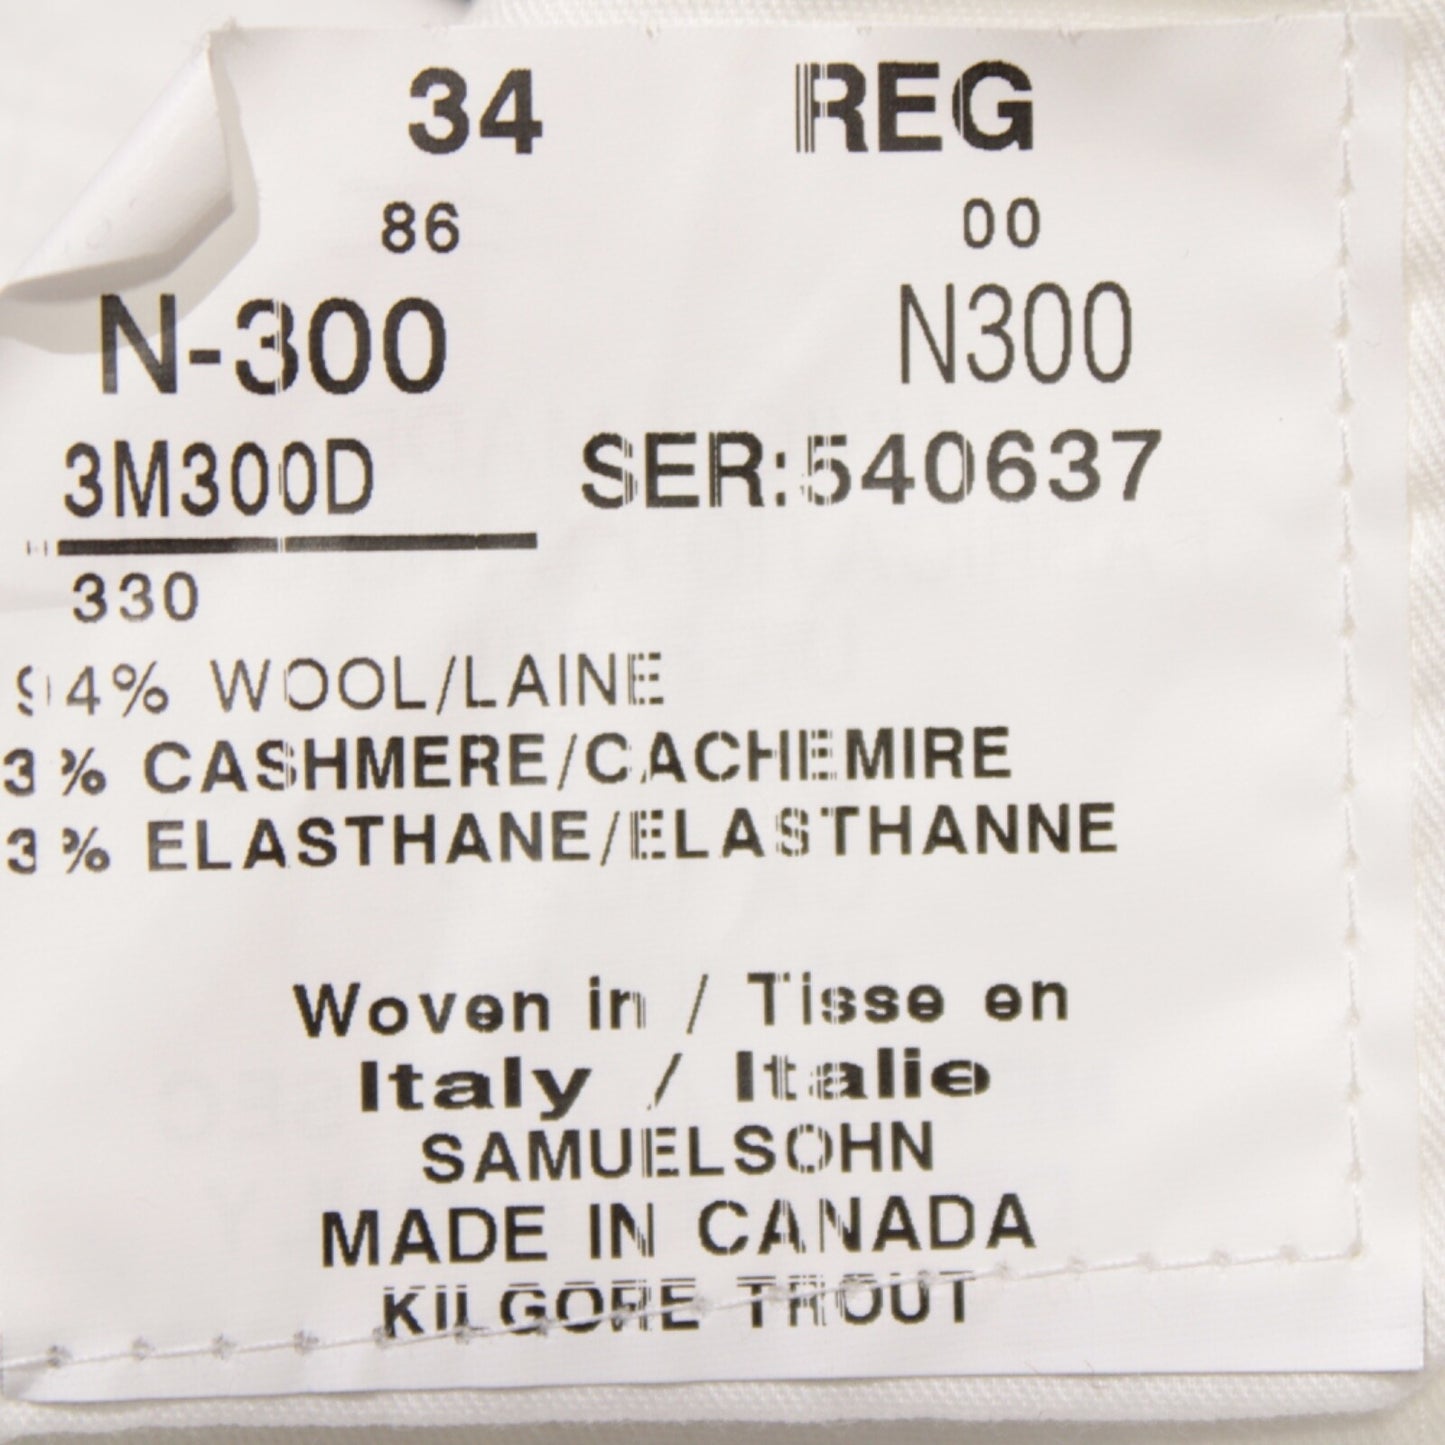 34 REG
86 00
N-300 N300
3M300D SER:540637
330
94% WOOL/LAINE
3% CASHMERE/CACHEMIRE
3% ELASTHANE/ELASTHANNE
Woven in / Tisse en
Italy / Italie
SAMUELSOHN
MADE IN CANADA
KILGORE TROUT